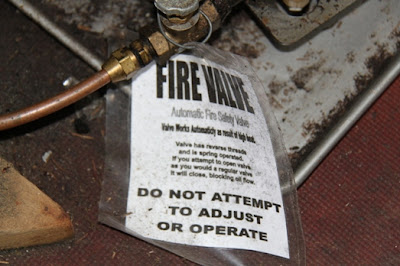 FIRE VALVE
Automatic Fire Safety Valve
Valve Works Automaticly as result of high heat.
Valve has reverse threads
and is spring operated.
If you attempt to open valve
as you would a regular valve
it will close, blocking oil flow.
DO NOT ATTEMPT
TO ADJUST
OR OPERATE